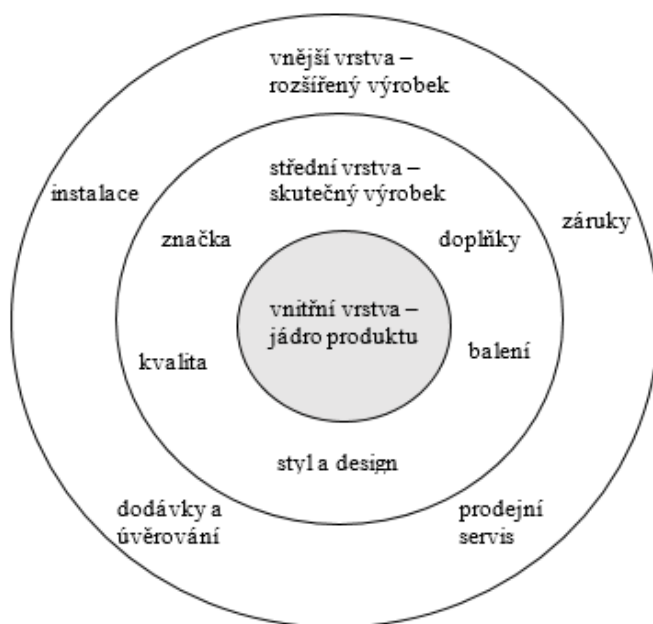 vnější vrstva –
rozšířený výrobek
střední vrstva –
skutečný výrobek
instalace
záruky
značka
doplňky
vnitřní vrstva –
jádro produktu
kvalita
balení
styl a design
dodávky a
úvěrování
prodejní
servis